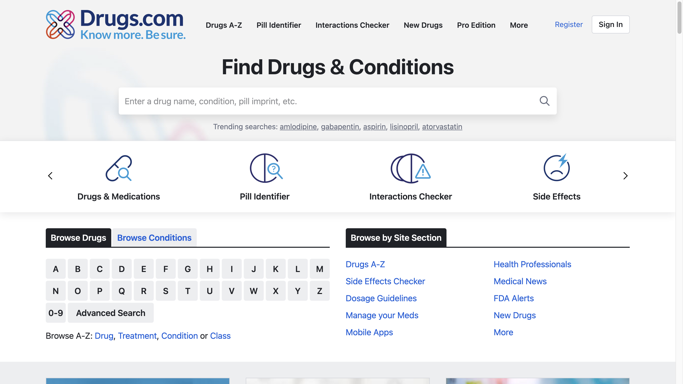 Drugs.com
Know more. Be sure.
Drugs A-Z Pill Identifier Interactions Checker New Drugs Pro Edition More Register Sign In
Find Drugs & Conditions
Enter a drug name, condition, pill imprint, etc.
Trending searches: amlodipine, gabapentin, aspirin, lisinopril, atorvastatin
Drugs & Medications Pill Identifier Interactions Checker Side Effects
Browse Drugs Browse Conditions
A B C D E F G H I J K L M
N O P Q R S T U V W X Y Z
0-9 Advanced Search
Browse A-Z: Drug, Treatment, Condition or Class
Browse by Site Section
Drugs A-Z Health Professionals
Side Effects Checker Medical News
Dosage Guidelines FDA Alerts
Manage your Meds New Drugs
Mobile Apps More